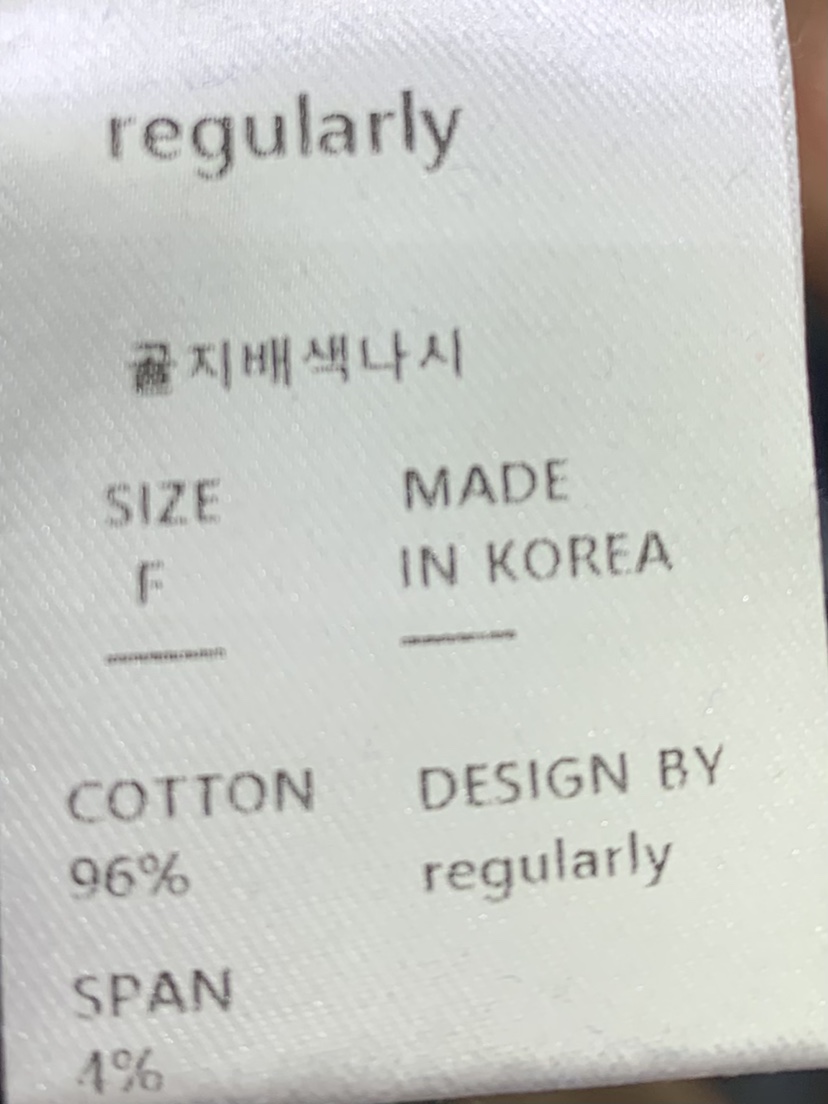 regularly
골지배색나시
SIZE
F
MADE
IN KOREA
COTTON
96%
DESIGN BY
regularly
SPAN
4%